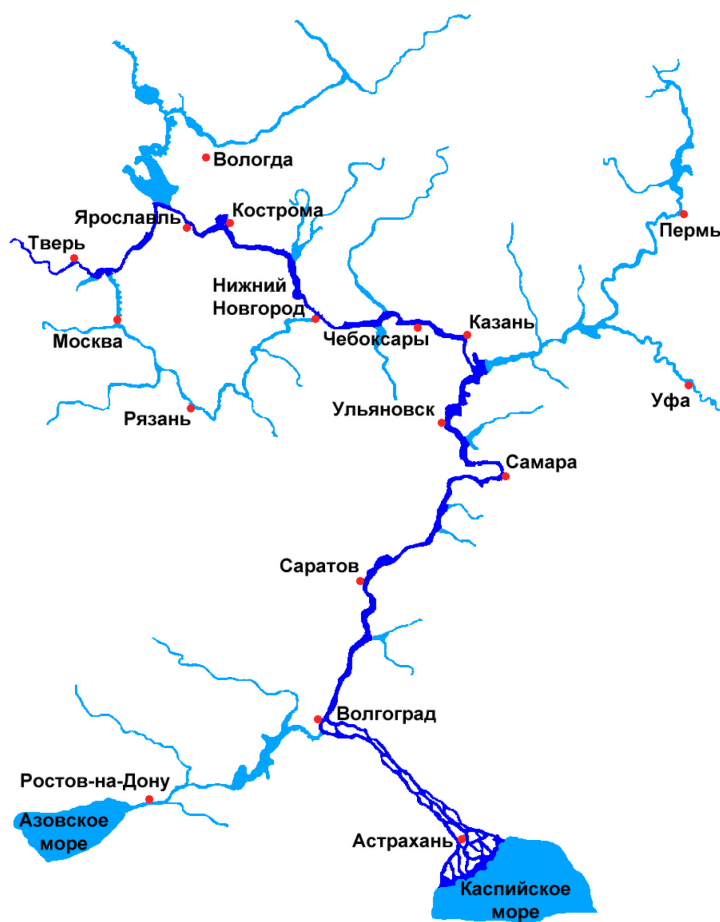 Вологда
Кострома
Ярославль
Пермь
Тверь
Нижний
Новгород
Казань
Москва
Чебоксары
Уфа
Рязань
Ульяновск
Самара
Саратов
Волгоград
Ростов-на-Дону
Азовское
море
Астрахань
Каспийское
море